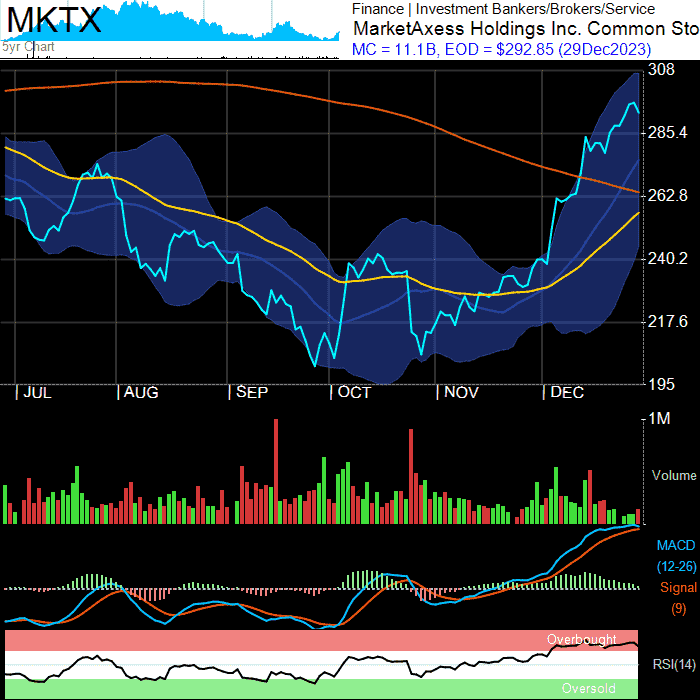 MKTX
5yr Chart
Finance | Investment Bankers/Brokers/Service
MarketAxess Holdings Inc. Common Sto
MC = 11.1B, EOD = $292.85 (29Dec2023)
308
285.4
262.8
240.2
217.6
195
JUL
AUG
SEP
OCT
NOV
DEC
1M
Volume
MACD
(12-26)
Signal
(9)
Overbought
RSI(14)
Oversold